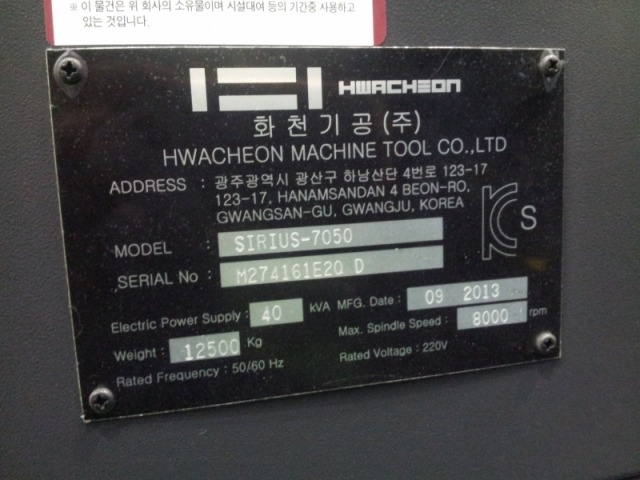 ※ 이 물건은 위 회사의 소유물이며 시설대여 등의 기간중 사용하고
있는 것입니다.
HWACHEON
화천기공(주)
HWACHEON MACHINE TOOL CO.,LTD
ADDRESS : 광주광역시 광산구 하남산단 4번로 123-17
123-17, HANAMSANDAN 4 BEON-RO,
GWANGSAN-GU, GWANGJU, KOREA
MODEL : SIRIUS-7050
SERIAL No : M274161E2Q D
KC S
Electric Power Supply : 40 kVA MFG. Date : 09 2013
Weight : 12500 Kg Max. Spindle Speed : 8000 rpm
Rated Frequency : 50/60 Hz Rated Voltage : 220V